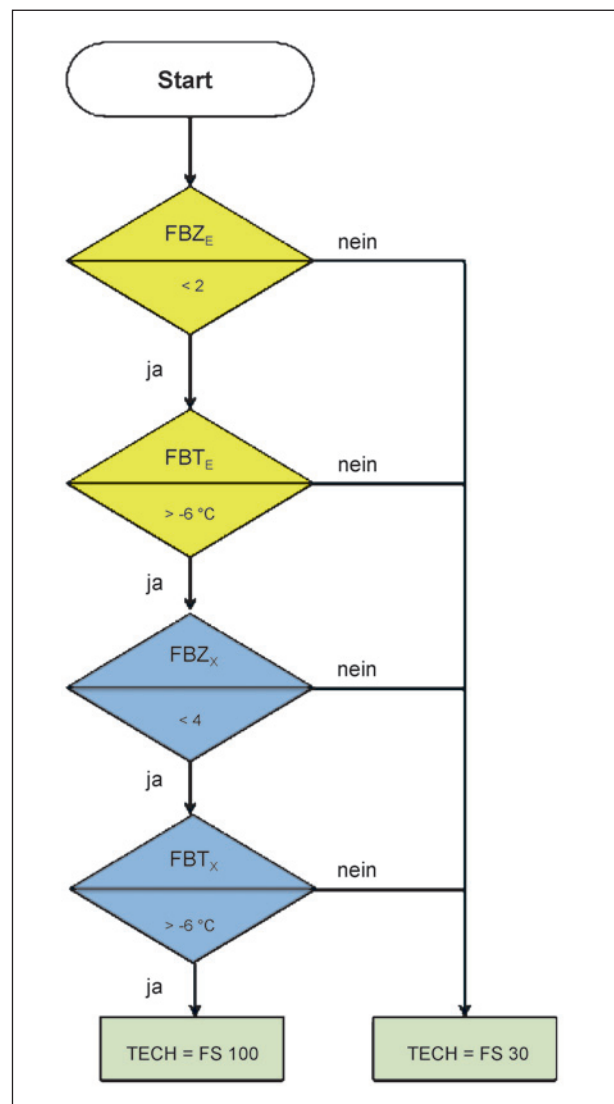 Start
FBZE
nein
< 2
ja
FBTE
nein
> -6 °C
ja
FBZX
nein
< 4
ja
FBTX
nein
> -6 °C
ja
TECH = FS 100
TECH = FS 30